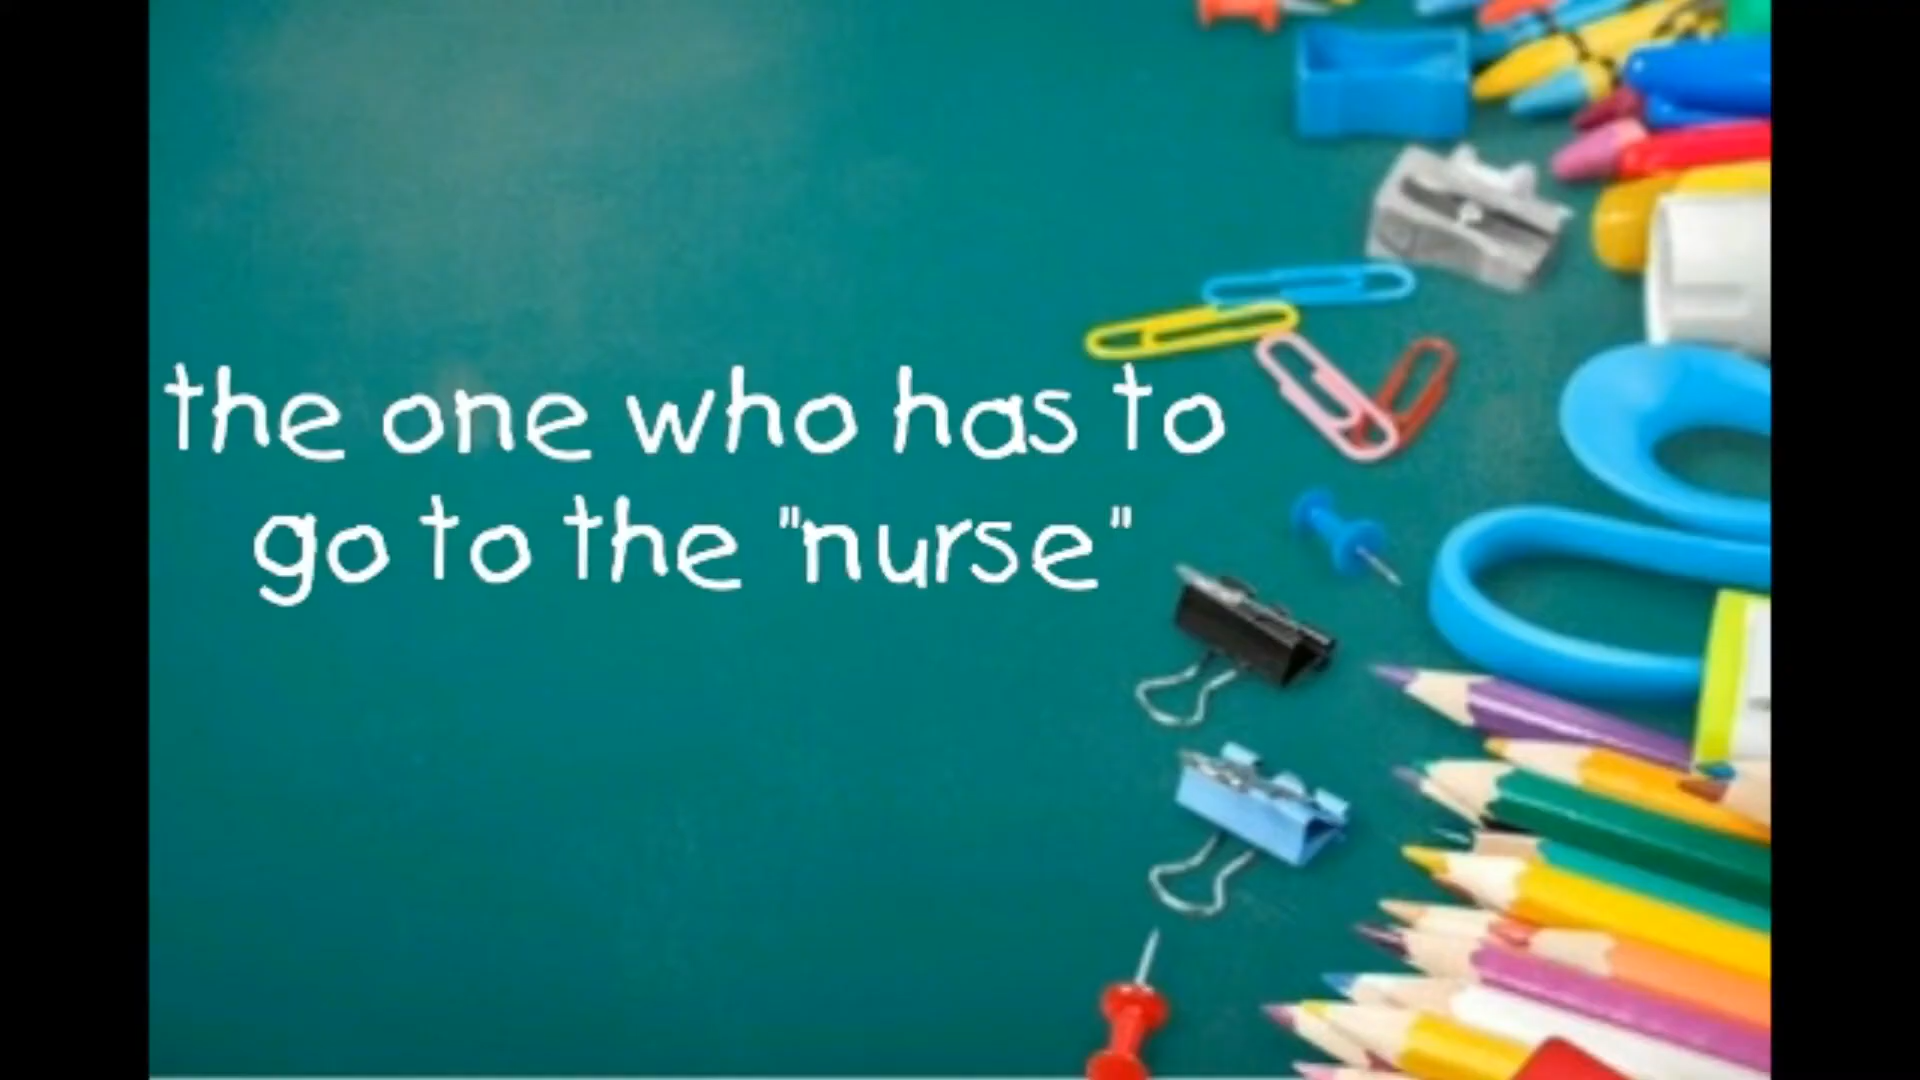 the one who has to
go to the "nurse"